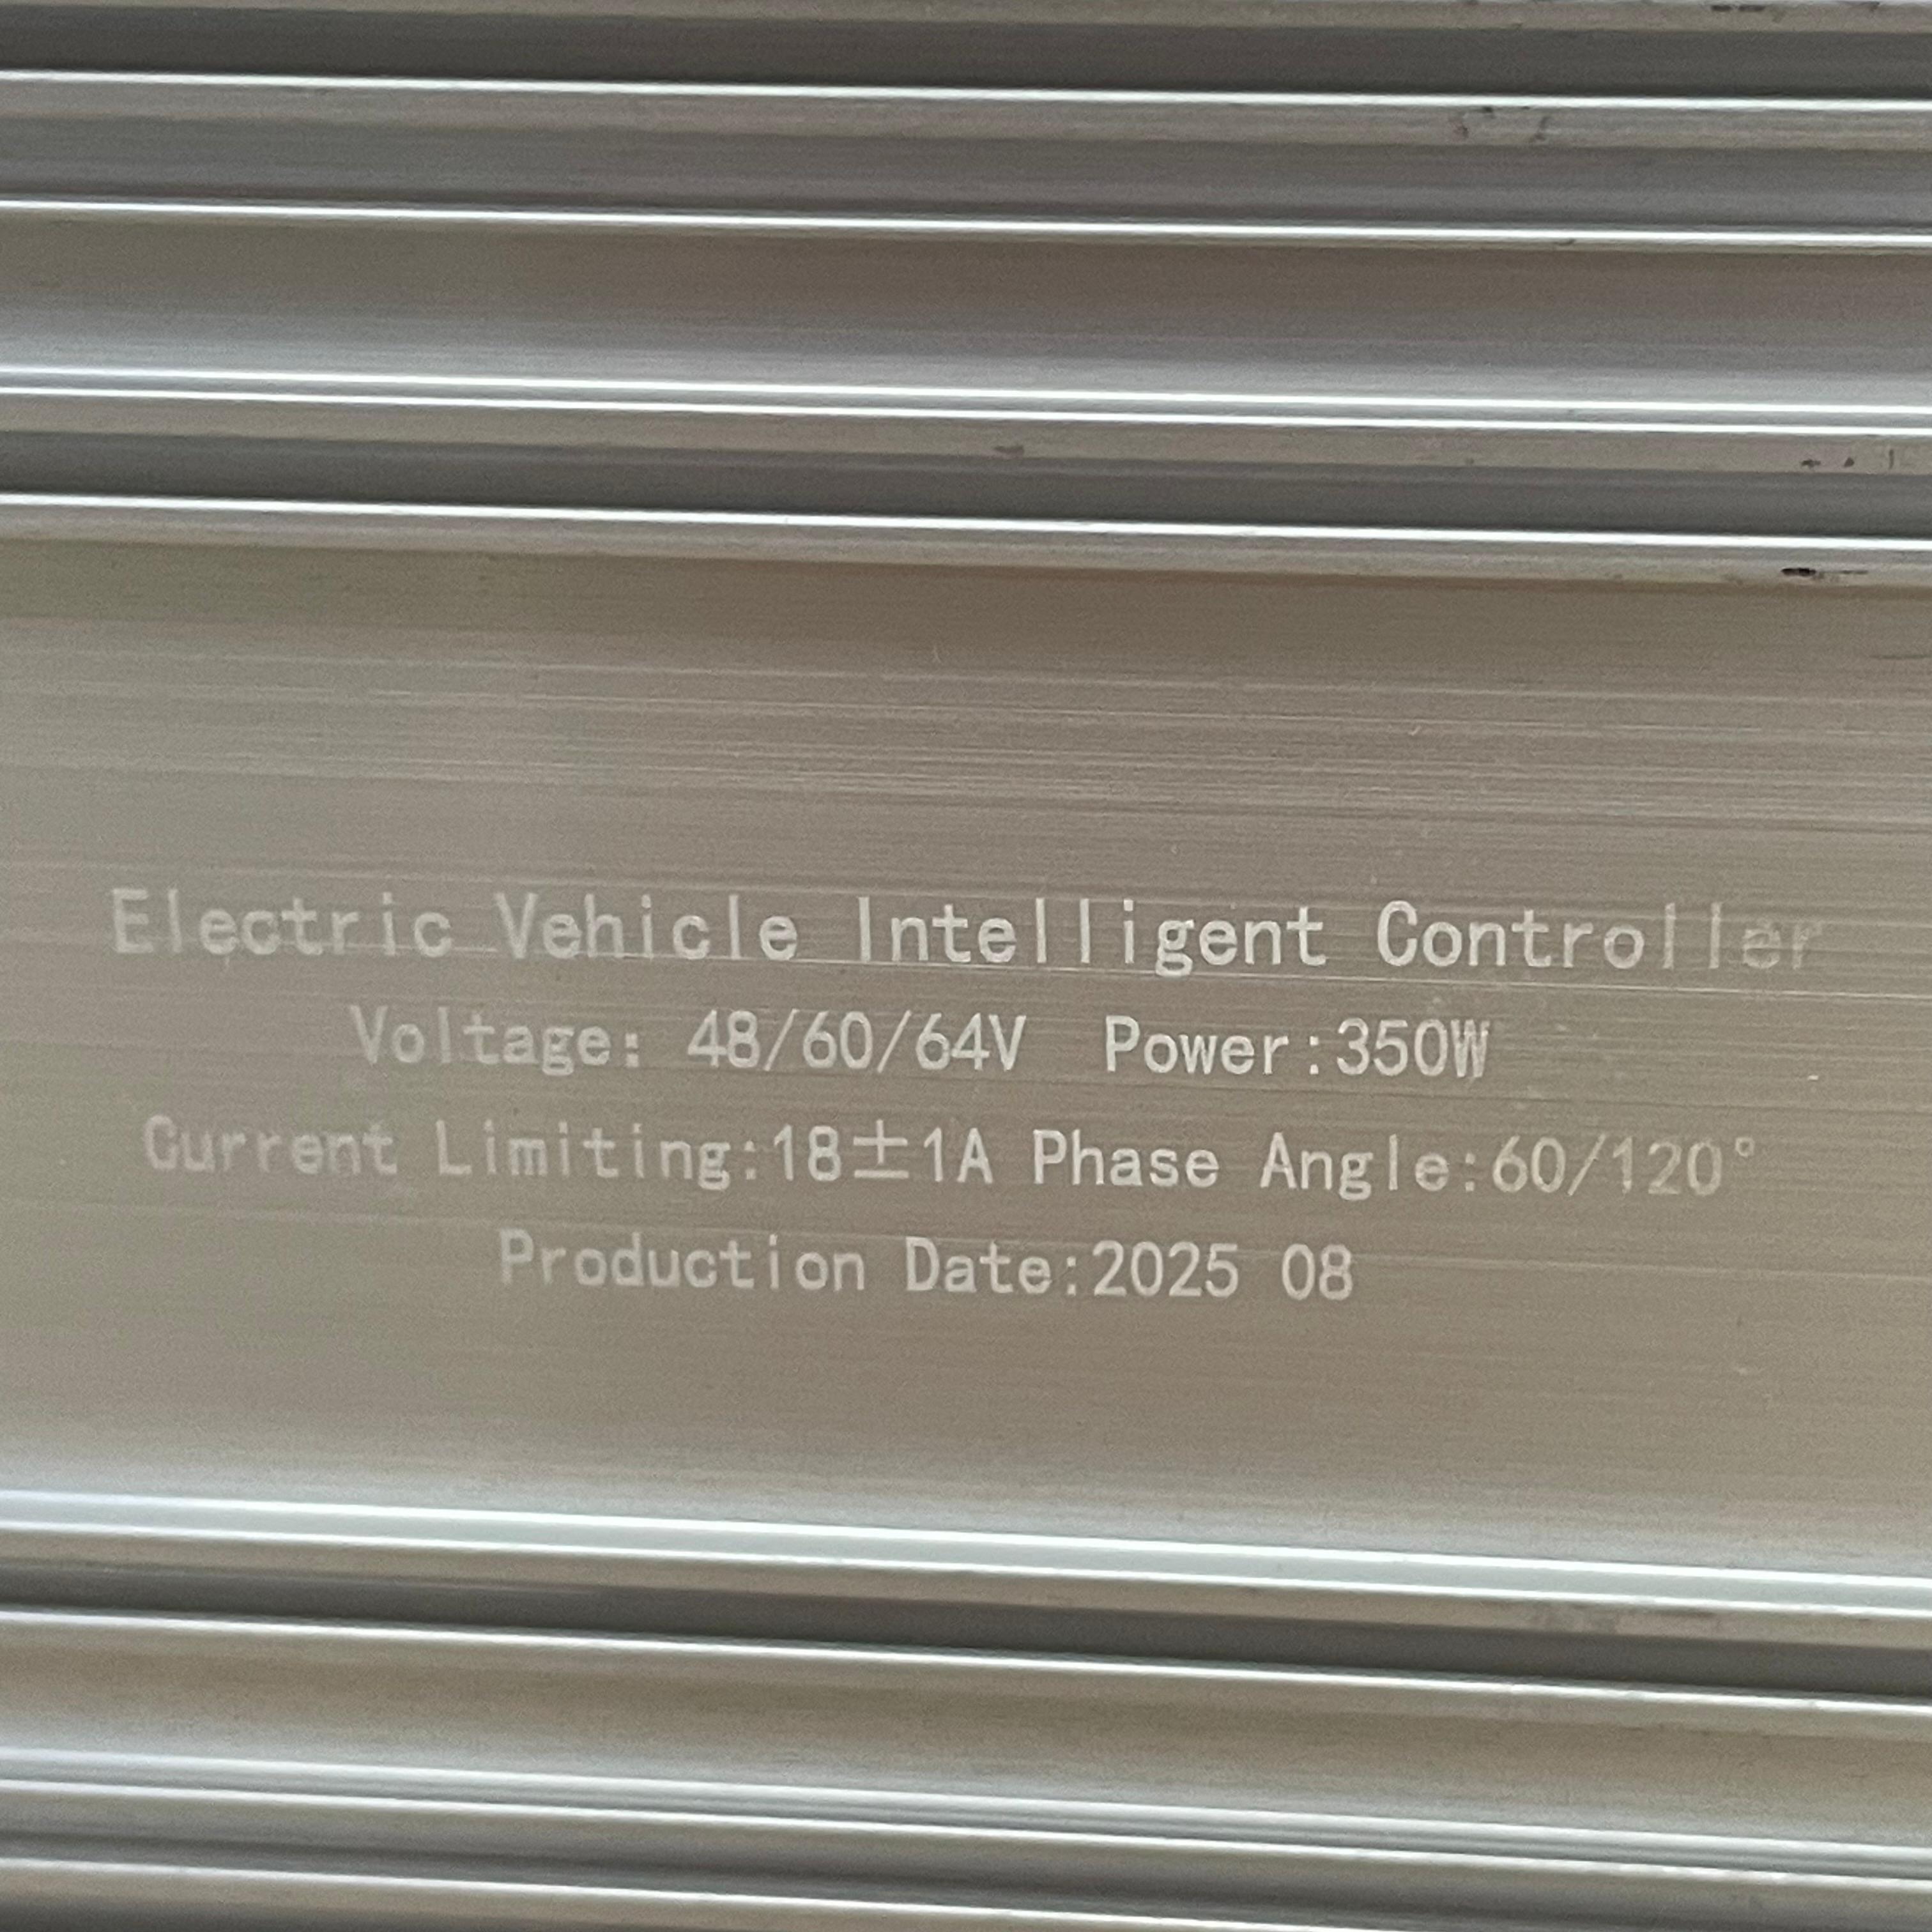 Electric Vehicle Intelligent Controller
Voltage: 48/60/64V Power:350W
Current Limiting:18±1A Phase Angle:60/120°
Production Date:2025 08